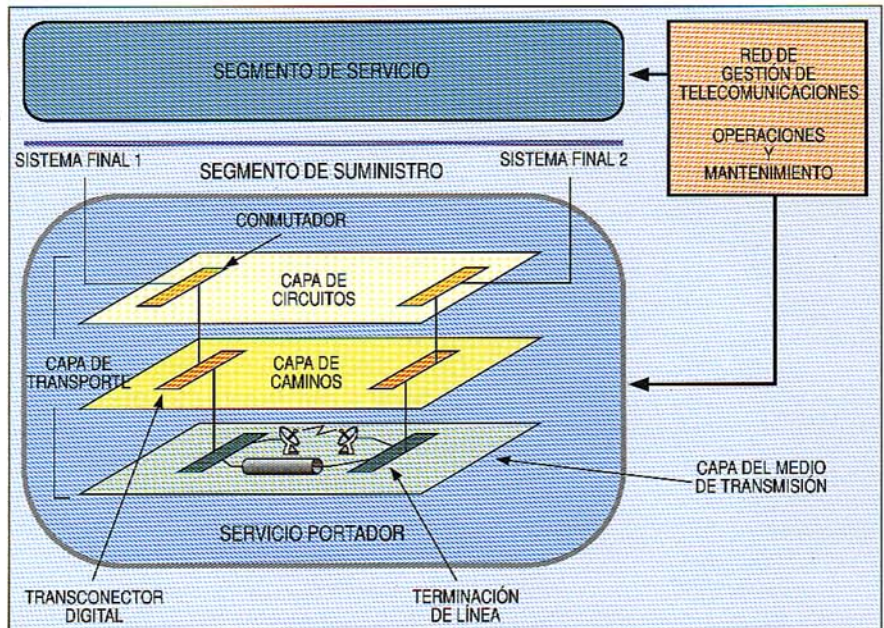 SEGMENTO DE SERVICIO
RED DE
GESTIÓN DE
TELECOMUNICACIONES
OPERACIONES
Y
MANTENIMIENTO
SISTEMA FINAL 1
SEGMENTO DE SUMINISTRO
SISTEMA FINAL 2
CONMUTADOR
CAPA DE
CIRCUITOS
CAPA DE
TRANSPORTE
CAPA DE
CAMINOS
CAPA DEL MEDIO
DE TRANSMISIÓN
SERVICIO PORTADOR
TRANSCONECTOR
DIGITAL
TERMINACIÓN
DE LÍNEA